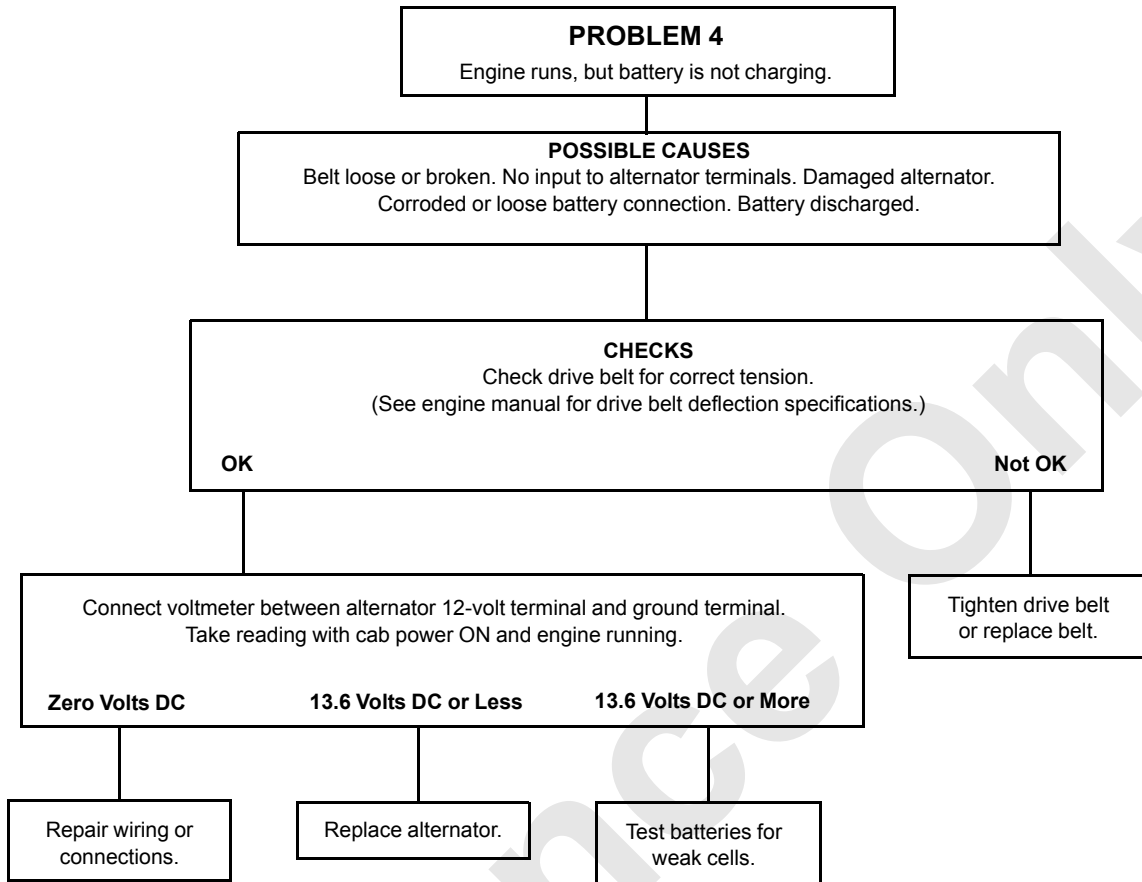 PROBLEM 4
Engine runs, but battery is not charging.
POSSIBLE CAUSES
Belt loose or broken. No input to alternator terminals. Damaged alternator.
Corroded or loose battery connection. Battery discharged.
CHECKS
Check drive belt for correct tension.
(See engine manual for drive belt deflection specifications.)
OK
Not OK
Connect voltmeter between alternator 12-volt terminal and ground terminal.
Take reading with cab power ON and engine running.
Zero Volts DC
13.6 Volts DC or Less
13.6 Volts DC or More
Tighten drive belt
or replace belt.
Repair wiring or
connections.
Replace alternator.
Test batteries for
weak cells.